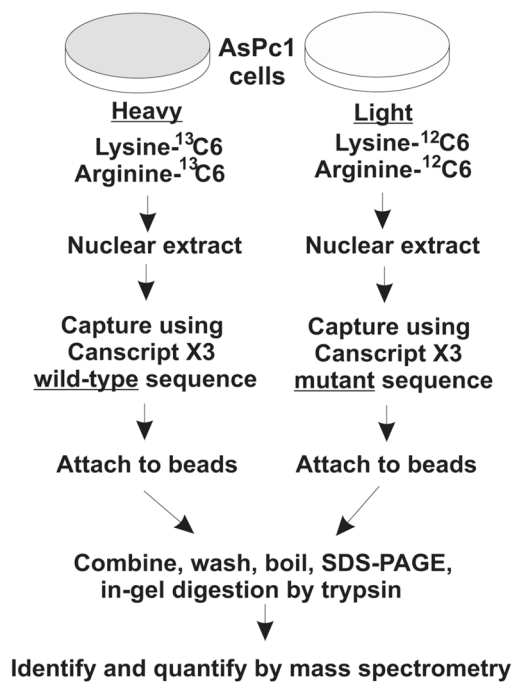 AsPc1
cells
Heavy
Light
Lysine-¹³C6
Arginine-¹³C6
Lysine-¹²C6
Arginine-¹²C6
Nuclear extract
Nuclear extract
Capture using
Canscript X3
wild-type sequence
Capture using
Canscript X3
mutant sequence
Attach to beads
Attach to beads
Combine, wash, boil, SDS-PAGE,
in-gel digestion by trypsin
Identify and quantify by mass spectrometry